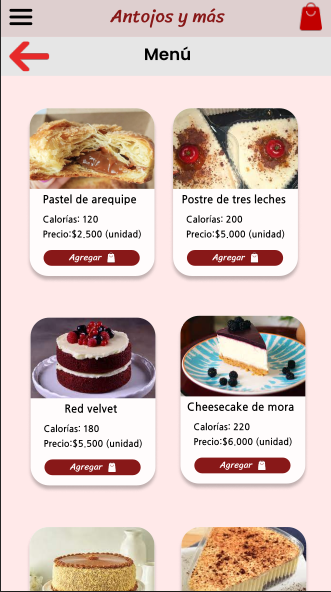 Antojos y más
Menú
Pastel de arequipe
Calorías: 120
Precio:$2,500 (unidad)
Agregar
Postre de tres leches
Calorías: 200
Precio:$5,000 (unidad)
Agregar
Red velvet
Calorías: 180
Precio:$5,500 (unidad)
Agregar
Cheesecake de mora
Calorías: 220
Precio:$6,000 (unidad)
Agregar